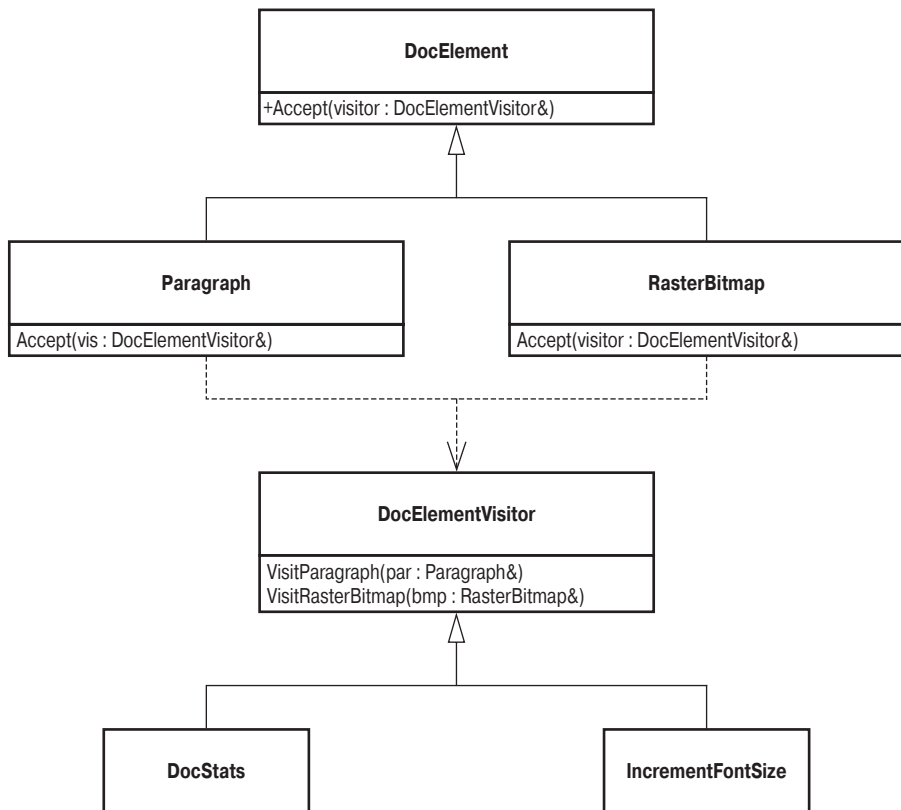 DocElement
+Accept(visitor : DocElementVisitor&)
Paragraph
Accept(vis : DocElementVisitor&)
RasterBitmap
Accept(visitor : DocElementVisitor&)
DocElementVisitor
VisitParagraph(par : Paragraph&)
VisitRasterBitmap(bmp : RasterBitmap&)
DocStats
IncrementFontSize